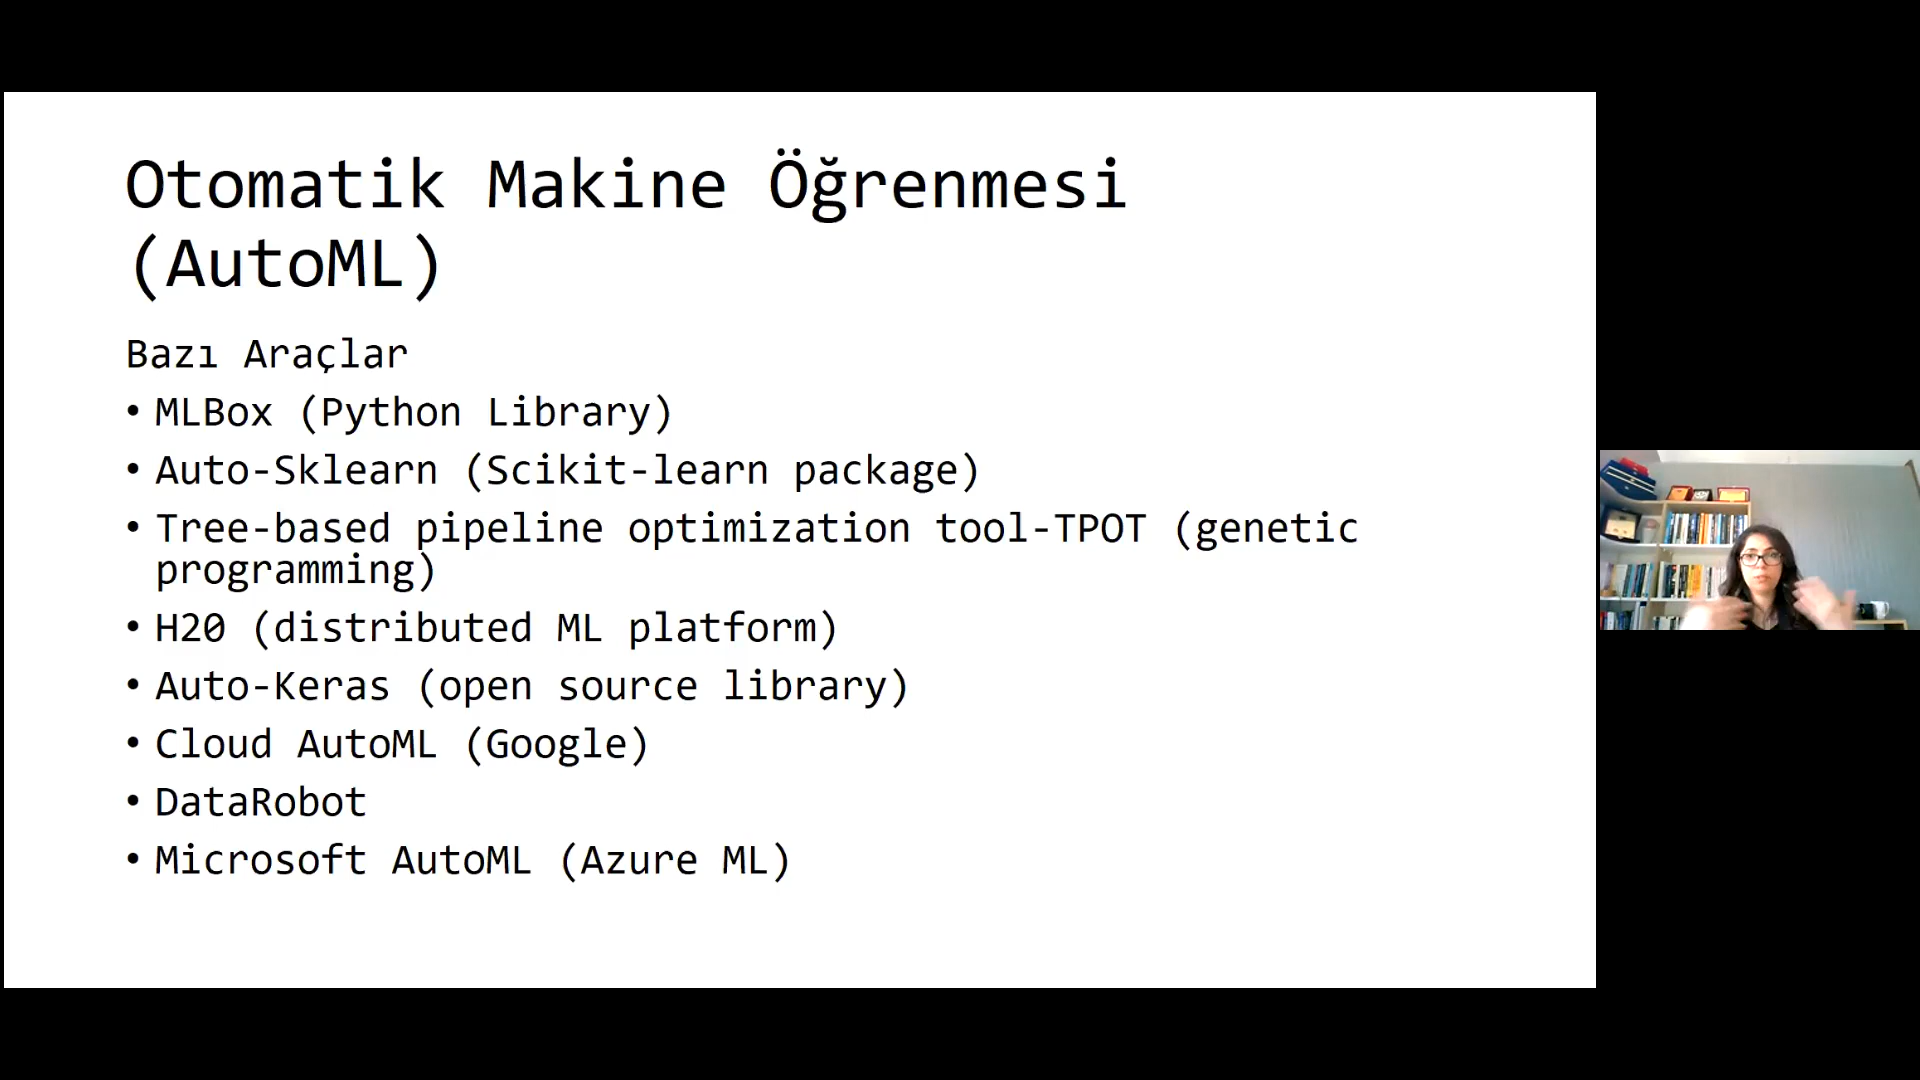 Otomatik Makine Öğrenmesi
(AutoML)
Bazı Araçlar
• MLBox (Python Library)
• Auto-Sklearn (Scikit-learn package)
• Tree-based pipeline optimization tool-TPOT (genetic
programming)
• H20 (distributed ML platform)
• Auto-Keras (open source library)
• Cloud AutoML (Google)
• DataRobot
• Microsoft AutoML (Azure ML)